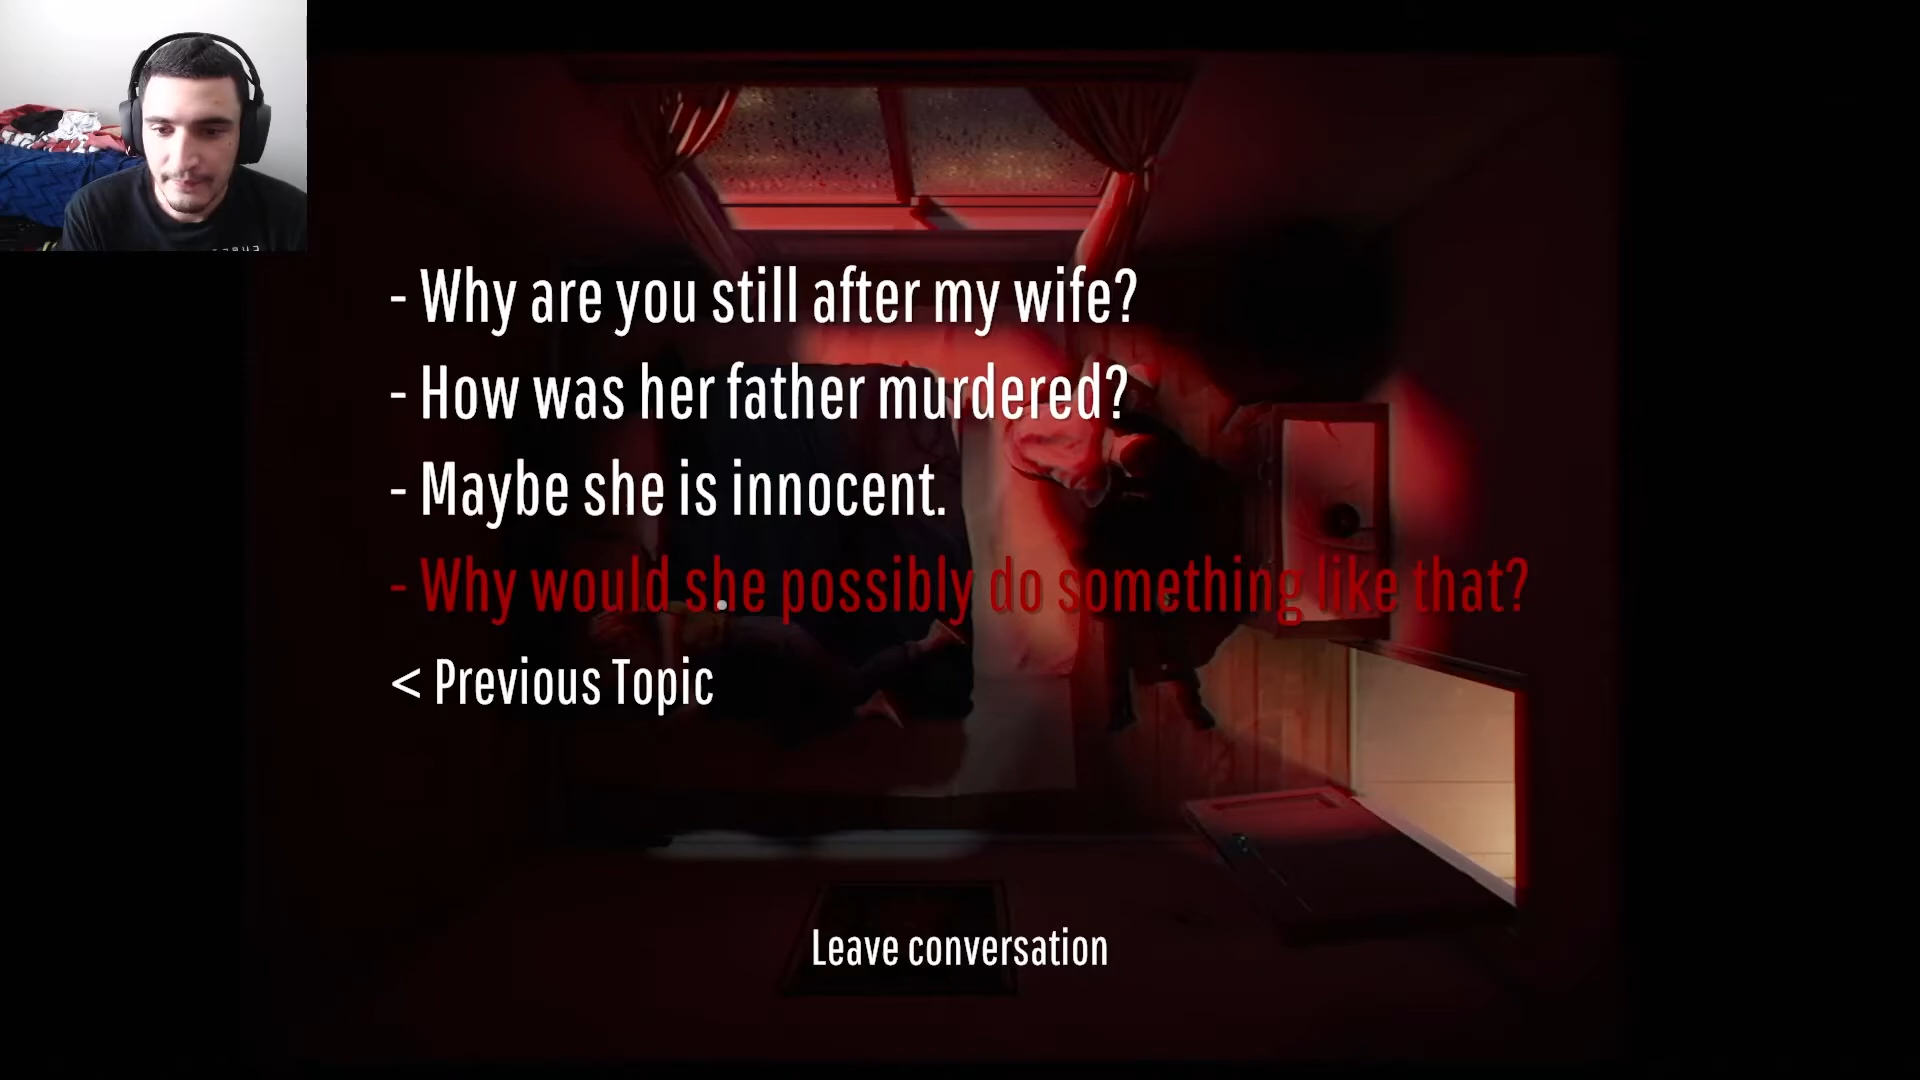 - Why are you still after my wife?
- How was her father murdered?
- Maybe she is innocent.
- Why would she possibly do something like that?
< Previous Topic
Leave conversation